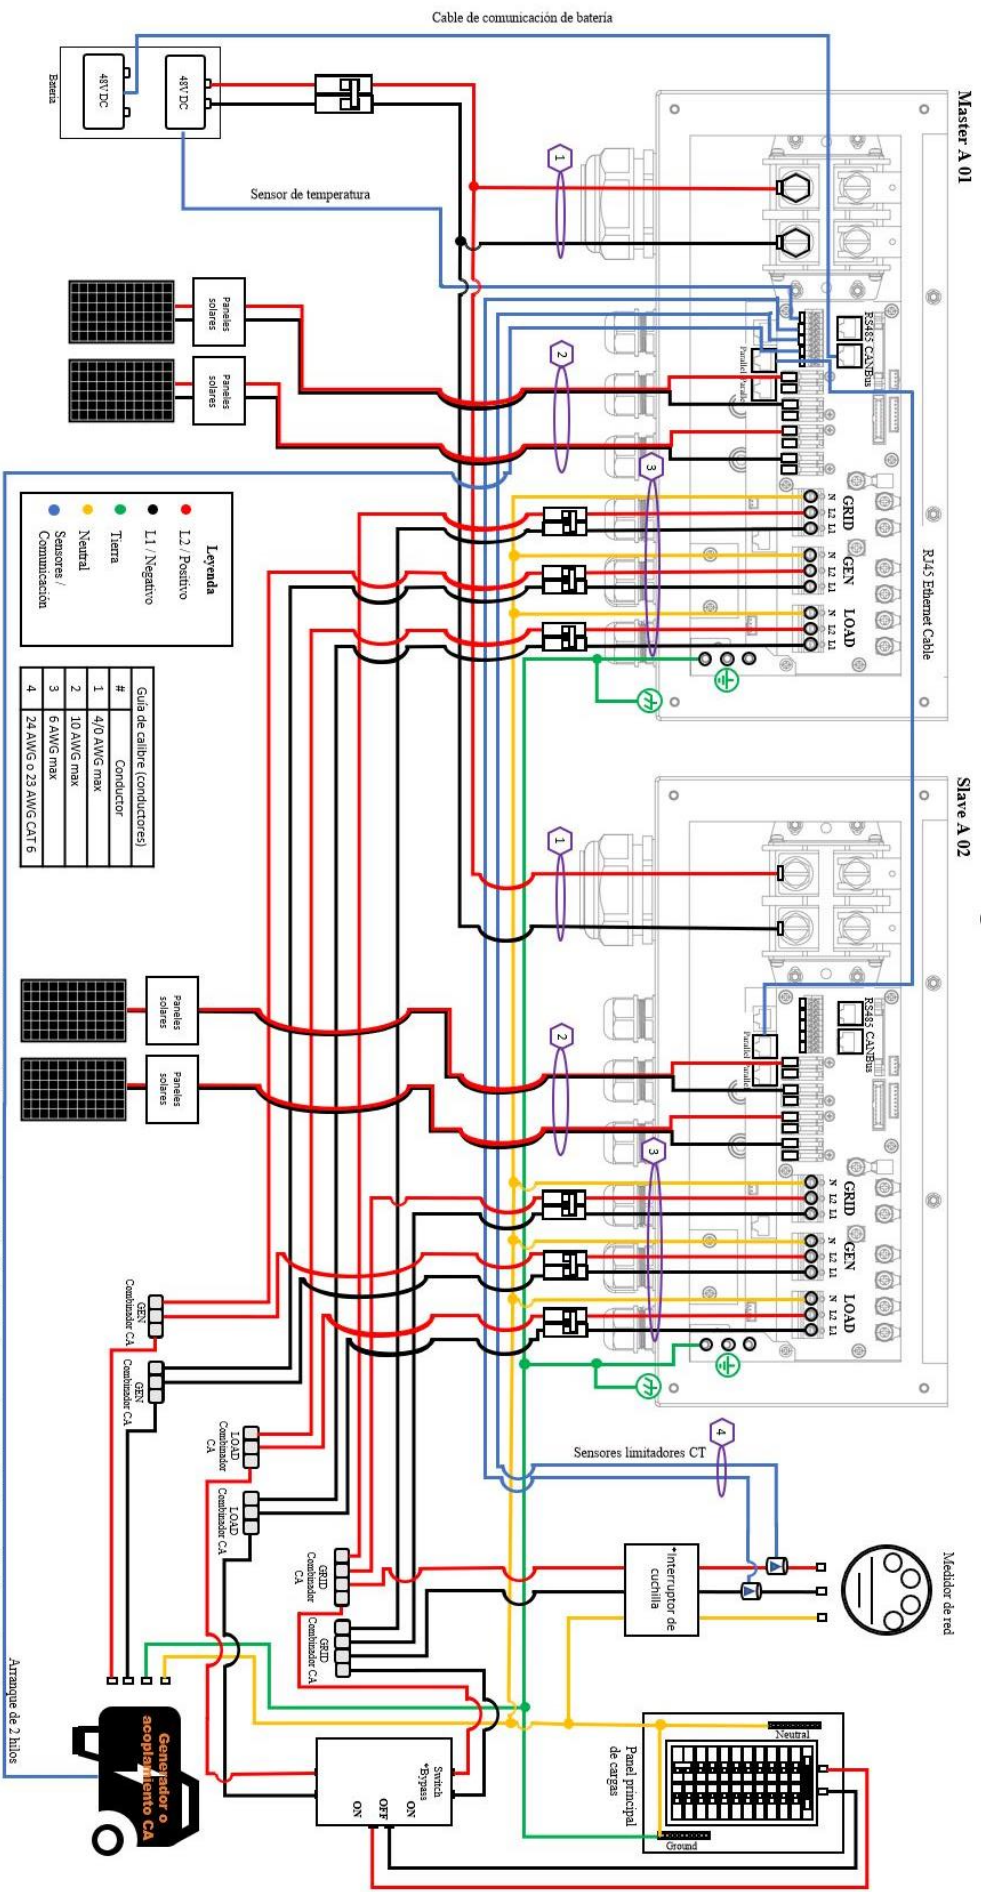 Cable de comunicación de batería
Master A 01
48V DC
48V DC
Batería
Sensor de temperatura
1
Paneles
solares
Paneles
solares
2
3
RS485 CANBus
Parallel Parallel
RJ45 Ethernet Cable
GRID
N L2 L1
GEN
N L2 L1
LOAD
N L2 L1
Leyenda
L2 / Positivo
L1 / Negativo
Tierra
Neutral
Sensores /
Comunicación
Guía de calibre (conductores)
# Conductor
1 4/0 AWG max
2 10 AWG max
3 6 AWG max
4 24 AWG o 23 AWG CAT 6
Slave A 02
1
Paneles
solares
Paneles
solares
2
3
RS485 CANBus
Parallel Parallel
GRID
N L2 L1
GEN
N L2 L1
LOAD
N L2 L1
GEN
Combinador CA
GEN
Combinador CA
LOAD
Combinador
CA
LOAD
Combinador CA
GRID
Combinador
CA
GRID
Combinador CA
Sensores limitadores CT
4
*Interruptor de
cuchilla
Medidor de red
Neutral
Panel principal
de cargas
Ground
Switch
*Bypass
ON
OFF
ON
Generador o
acoplamiento CA
Arranque de 2 hilos